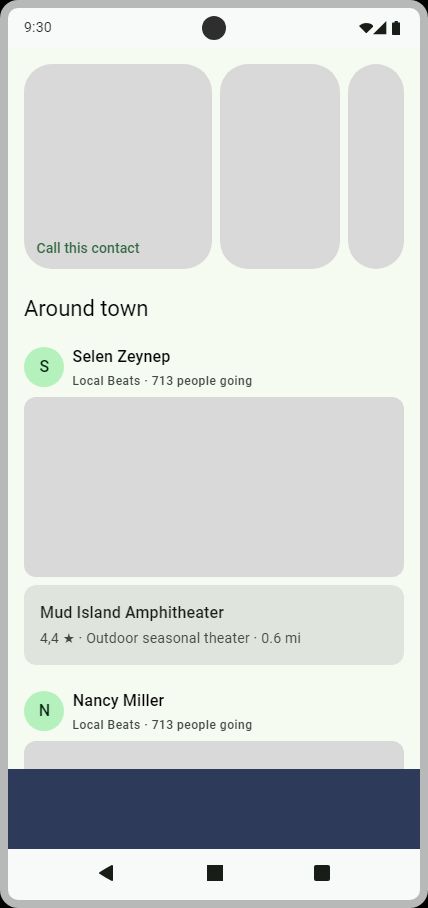 9:30
Call this contact
Around town
S
Selen Zeynep
Local Beats · 713 people going
Mud Island Amphitheater
4,4 ★ · Outdoor seasonal theater · 0.6 mi
N
Nancy Miller
Local Beats · 713 people going